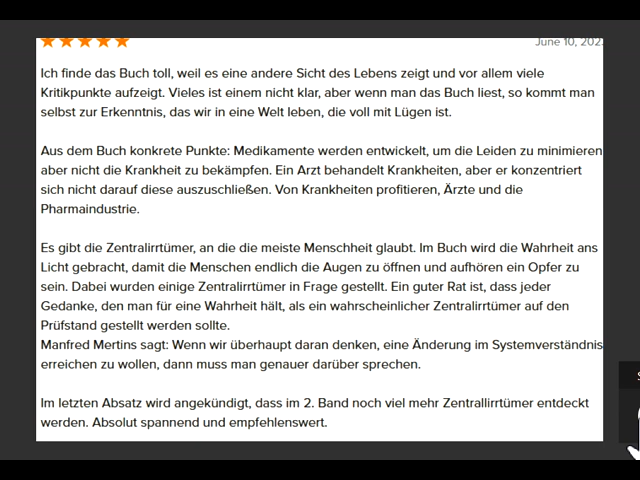 June 10, 202
Ich finde das Buch toll, weil es eine andere Sicht des Lebens zeigt und vor allem viele
Kritikpunkte aufzeigt. Vieles ist einem nicht klar, aber wenn man das Buch liest, so kommt man
selbst zur Erkenntnis, das wir in eine Welt leben, die voll mit Lügen ist.
Aus dem Buch konkrete Punkte: Medikamente werden entwickelt, um die Leiden zu minimieren
aber nicht die Krankheit zu bekämpfen. Ein Arzt behandelt Krankheiten, aber er konzentriert
sich nicht darauf diese auszuschließen. Von Krankheiten profitieren, Ärzte und die
Pharmaindustrie.
Es gibt die Zentralirrtümer, an die die meiste Menschheit glaubt. Im Buch wird die Wahrheit ans
Licht gebracht, damit die Menschen endlich die Augen zu öffnen und aufhören ein Opfer zu
sein. Dabei wurden einige Zentralirrtümer in Frage gestellt. Ein guter Rat ist, dass jeder
Gedanke, den man für eine Wahrheit hält, als ein wahrscheinlicher Zentralirrtümer auf den
Prüfstand gestellt werden sollte.
Manfred Mertins sagt: Wenn wir überhaupt daran denken, eine Änderung im Systemverständnis
erreichen zu wollen, dann muss man genauer darüber sprechen.
Im letzten Absatz wird angekündigt, dass im 2. Band noch viel mehr Zentrallirrtümer entdeckt
werden. Absolut spannend und empfehlenswert.